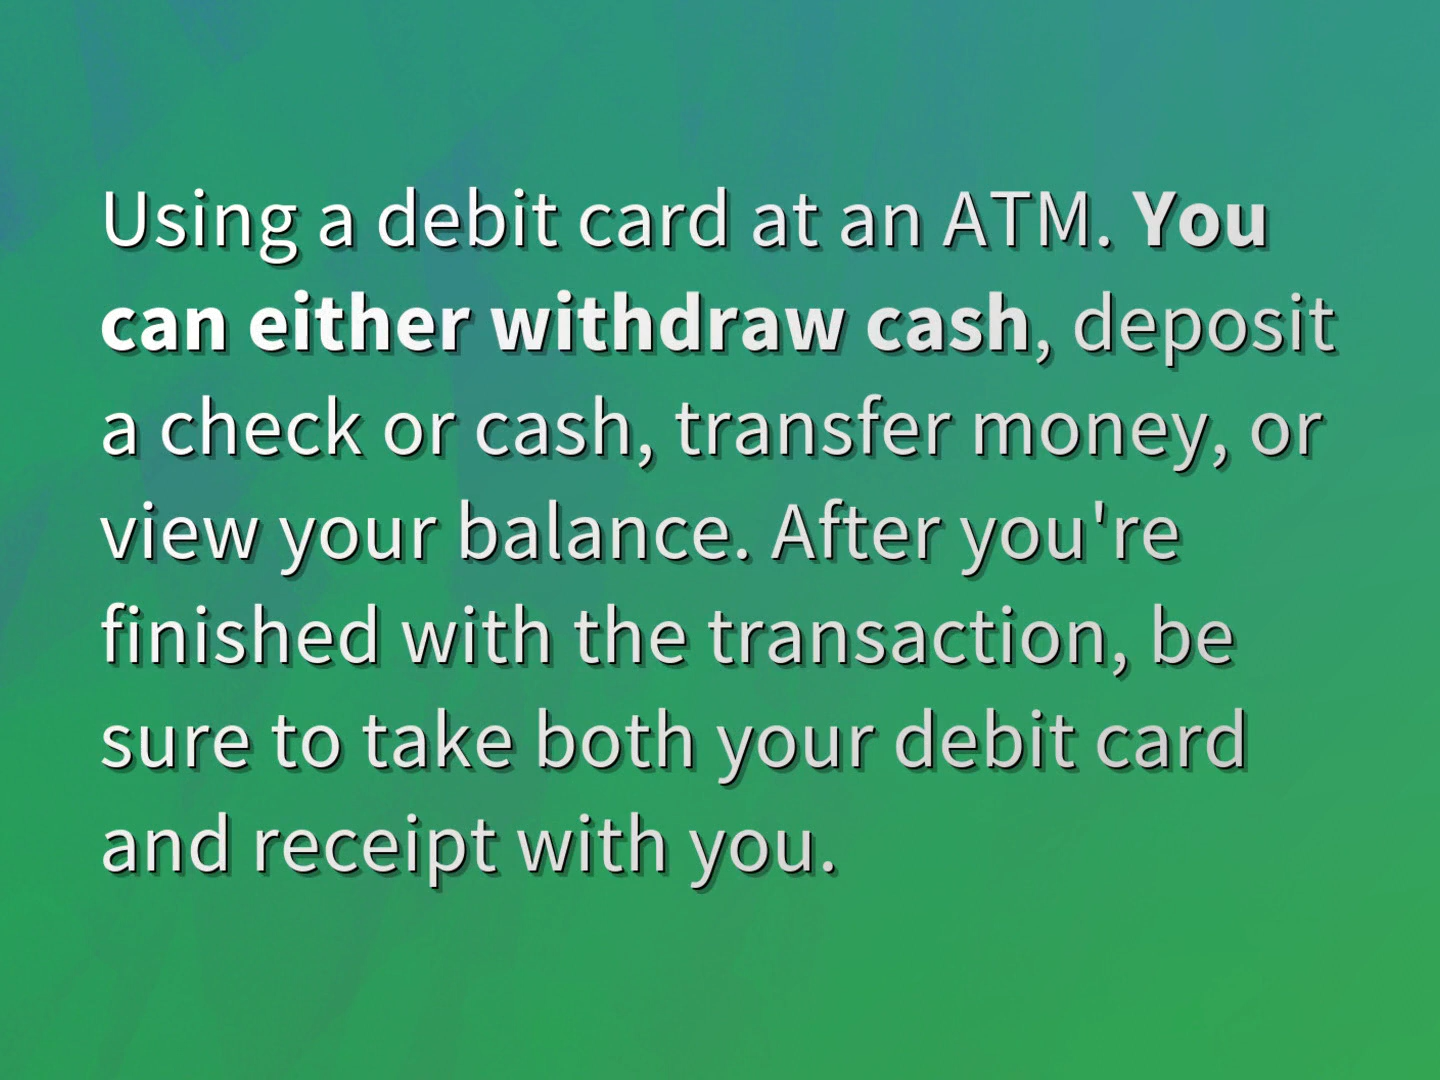 Using a debit card at an ATM. You
can either withdraw cash, deposit
a check or cash, transfer money, or
view your balance. After you're
finished with the transaction, be
sure to take both your debit card
and receipt with you.